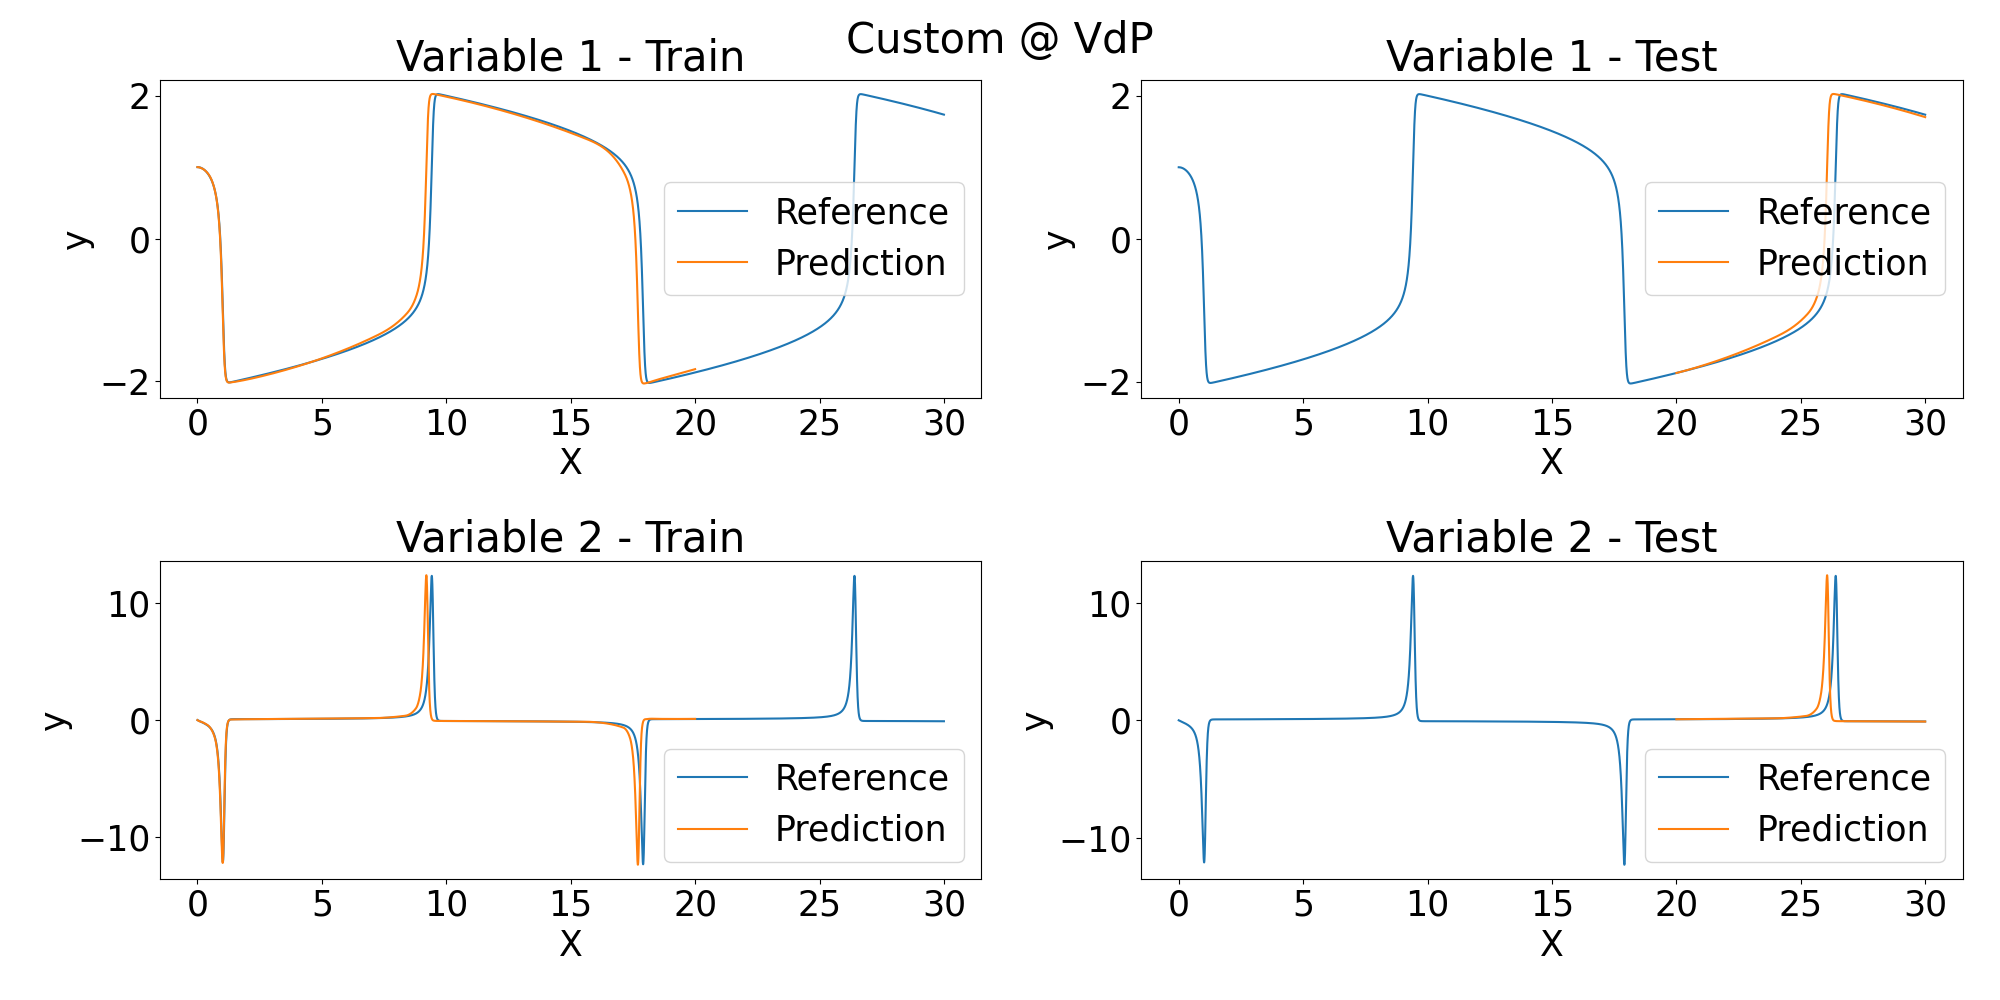 Custom @ VdP
Variable 1 - Train
2
0
−2
y
0 5 10 15 20 25 30
X
Reference
Prediction
Variable 1 - Test
2
0
−2
y
0 5 10 15 20 25 30
X
Reference
Prediction
Variable 2 - Train
10
0
−10
y
0 5 10 15 20 25 30
X
Reference
Prediction
Variable 2 - Test
10
0
−10
y
0 5 10 15 20 25 30
X
Reference
Prediction